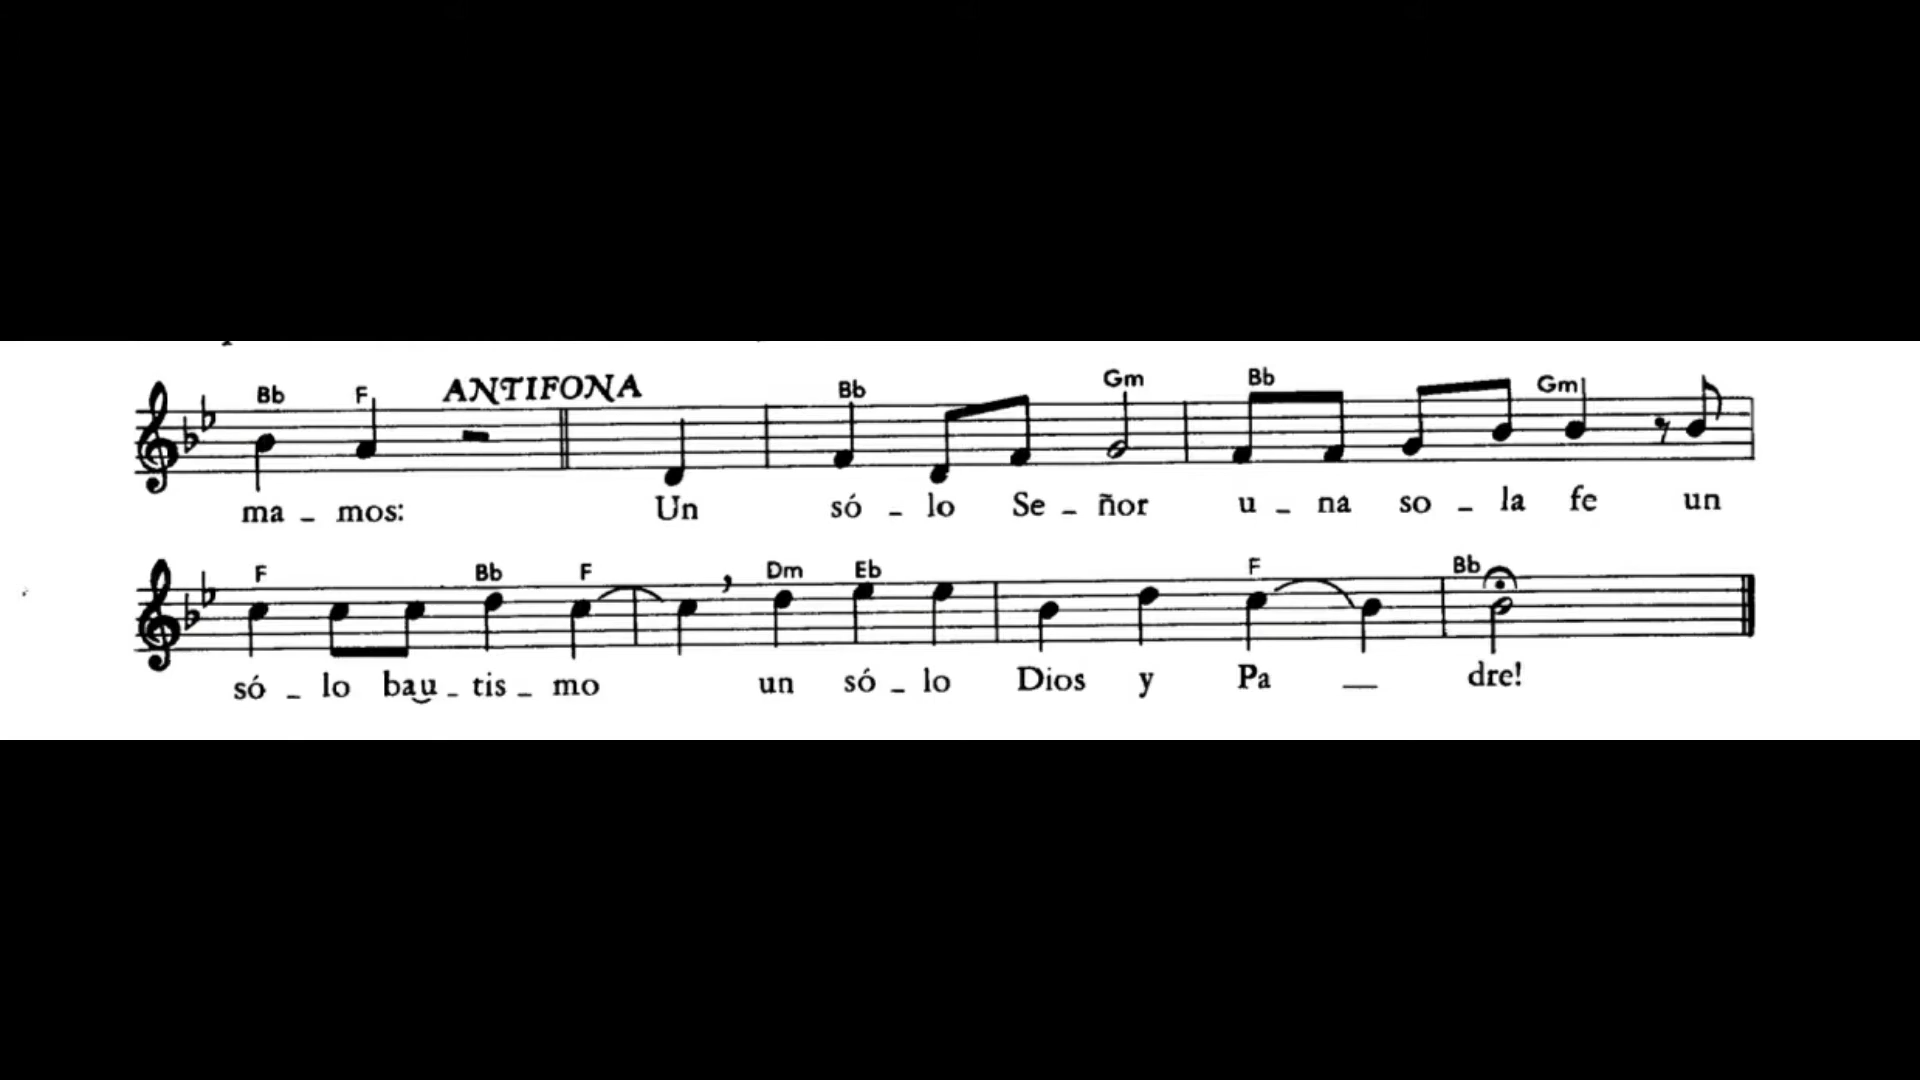 Bb F ANTIFONA Bb Gm Bb Gm
ma _ mos: Un só _ lo Se _ ñor u _ na so _ la fe un
F Bb F Dm Eb F Bb
só _ lo bau _ tis _ mo un só _ lo Dios y Pa __ dre!